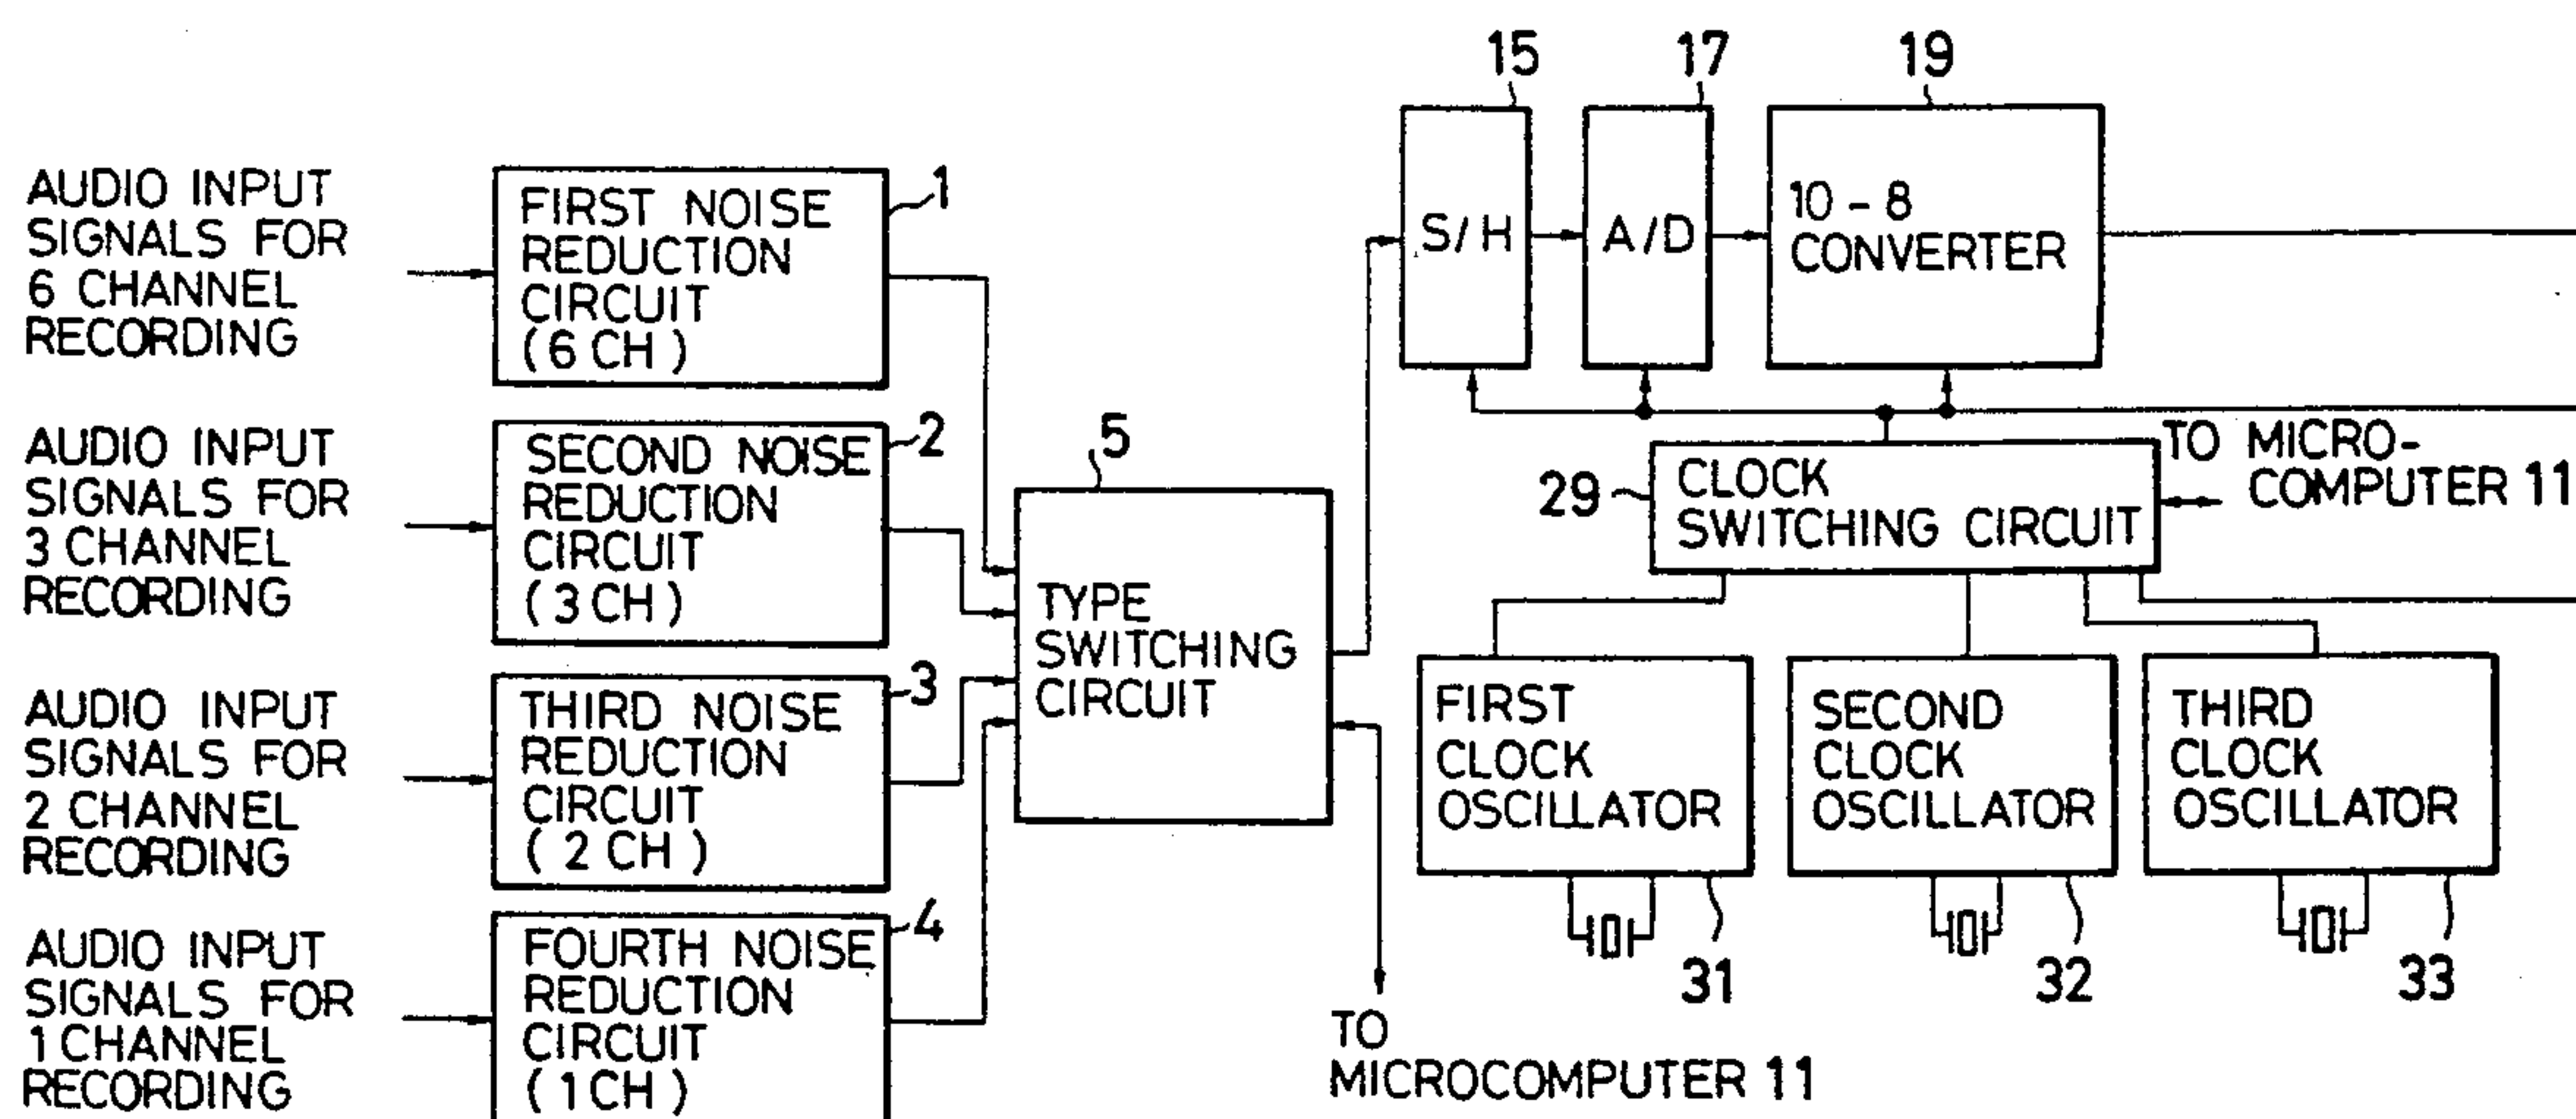 AUDIO INPUT
SIGNALS FOR
6 CHANNEL
RECORDING
FIRST NOISE
REDUCTION
CIRCUIT
(6 CH)
1
AUDIO INPUT
SIGNALS FOR
3 CHANNEL
RECORDING
SECOND NOISE
REDUCTION
CIRCUIT
(3 CH)
2
AUDIO INPUT
SIGNALS FOR
2 CHANNEL
RECORDING
THIRD NOISE
REDUCTION
CIRCUIT
(2 CH)
3
AUDIO INPUT
SIGNALS FOR
1 CHANNEL
RECORDING
FOURTH NOISE
REDUCTION
CIRCUIT
(1 CH)
4
5
TYPE
SWITCHING
CIRCUIT
TO
MICROCOMPUTER 11
15
S/H
17
A/D
19
10-8
CONVERTER
29
CLOCK
SWITCHING CIRCUIT
TO MICRO-
COMPUTER 11
FIRST
CLOCK
OSCILLATOR
31
SECOND
CLOCK
OSCILLATOR
32
THIRD
CLOCK
OSCILLATOR
33